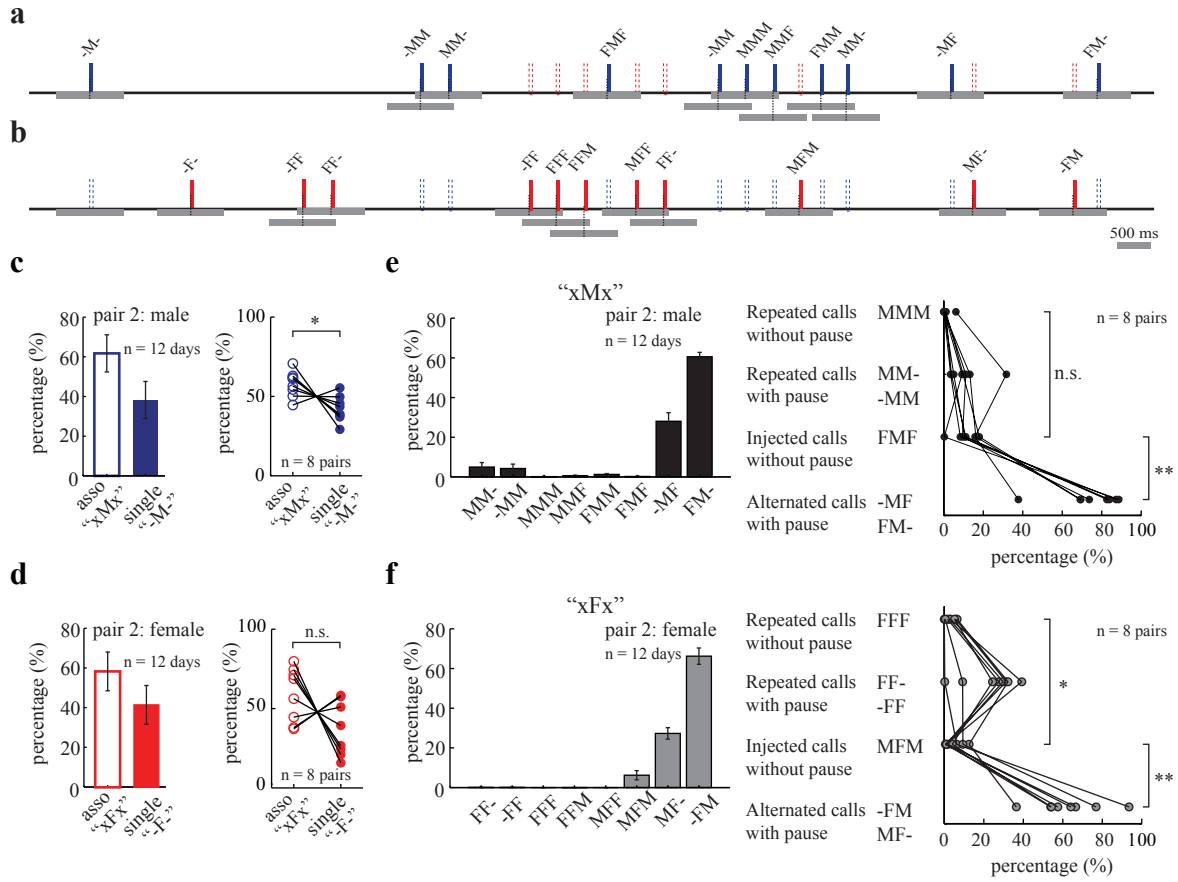 a
-M- -MM MM- FMF -MM MMMM MMF FMM MM- -MF FM-
b
-F- -FF FF- -FF FFF FFM MFF FF- MFM MF- -FM
500 ms
c
percentage (%)
80
60
40
20
0
pair 2: male
n = 12 days
asso “xMx”
single “-M-”
percentage (%)
100
50
0
*
n = 8 pairs
asso “xMx”
single “-M-”
d
percentage (%)
80
60
40
20
0
pair 2: female
n = 12 days
asso “xFx”
single “-F-”
percentage (%)
100
50
0
n.s.
n = 8 pairs
asso “xFx”
single “-F-”
e
“xMx”
pair 2: male
n = 12 days
percentage (%)
80
60
40
20
0
MM- -MM MMM MMF FMM FMF -MF FM-
Repeated calls MMM
without pause
Repeated calls MM-
with pause -MM
Injected calls FMF
without pause
Alternated calls -MF
with pause FM-
n = 8 pairs
n.s.
**
0 20 40 60 80 100
percentage (%)
f
“xFx”
pair 2: female
n = 12 days
percentage (%)
80
60
40
20
0
FF- -FF FFF FFM MFF MFM MF- -FM
Repeated calls FFF
without pause
Repeated calls FF-
with pause -FF
Injected calls MFM
without pause
Alternated calls -FM
with pause MF-
n = 8 pairs
*
**
0 20 40 60 80 100
percentage (%)